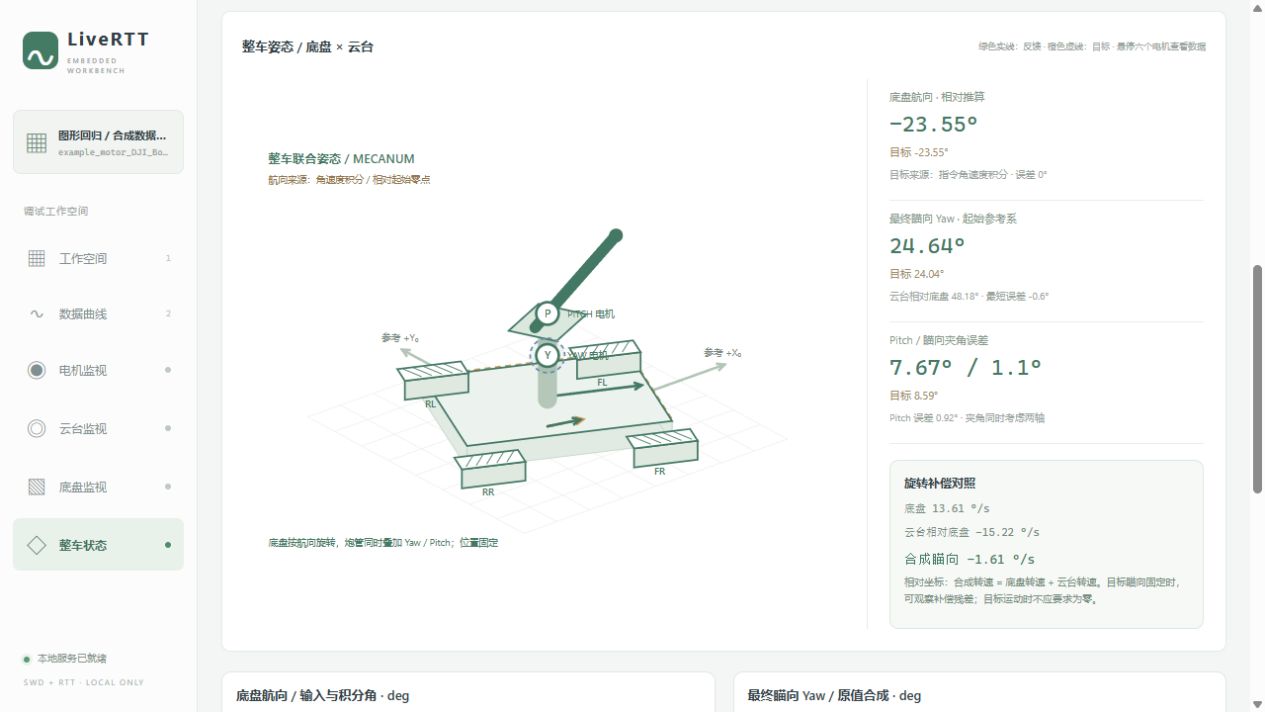 LiveRTT
EMBEDDED
WORKBENCH
图形回归 / 合成数据...
example_motor_DJI_Bo…
调试工作空间
工作空间 1
数据曲线 2
电机监视
云台监视
底盘监视
整车状态
本地服务已就绪
SWD + RTT · LOCAL ONLY
整车姿态 / 底盘 × 云台
绿色实线：反馈 · 橙色虚线：目标 · 悬停六个电机查看数据
整车联合姿态 / MECANUM
航向来源：角速度积分 / 相对起始零点
P
PITCH 电机
Y
YAW 电机
参考 +Y₀
参考 +X₀
FL
RL
FR
RR
底盘按航向旋转，炮管同时叠加 Yaw / Pitch；位置固定
底盘航向 · 相对推算
−23.55°
目标 -23.55°
目标来源：指令角速度积分 · 误差 0°
最终瞄向 Yaw · 起始参考系
24.64°
目标 24.04°
云台相对底盘 48.18° · 最短误差 -0.6°
Pitch / 瞄向夹角误差
7.67° / 1.1°
目标 8.59°
Pitch 误差 0.92° · 夹角同时考虑两轴
旋转补偿对照
底盘 13.61 °/s
云台相对底盘 −15.22 °/s
合成瞄向 −1.61 °/s
相对坐标：合成转速 = 底盘转速 + 云台转速。目标瞄向固定时，
可观察补偿残差；目标运动时不应要求为零。
底盘航向 / 输入与积分角 · deg
最终瞄向 Yaw / 原值合成 · deg